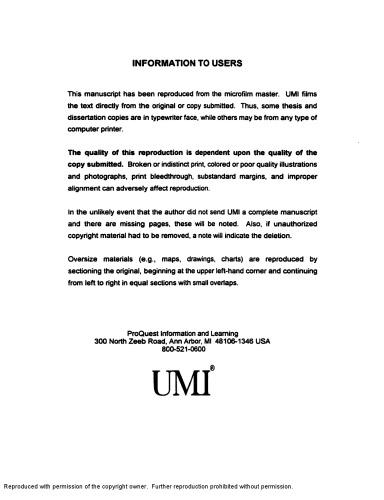 INFORMATION TO USERS
This manuscript has been reproduced from the microfilm master. UMI films
the text directly from the original or copy submitted. Thus, some thesis and
dissertation copies are in typewriter face, while others may be from any type of
computer printer.
The quality of this reproduction is dependent upon the quality of the
copy submitted. Broken or indistinct print, colored or poor quality illustrations
and photographs, print bleedthrough, substandard margins, and improper
alignment can adversely affect reproduction.
In the unlikely event that the author did not send UMI a complete manuscript
and there are missing pages, these will be noted. Also, if unauthorized
copyright material had to be removed, a note will indicate the deletion.
Oversize materials (e.g., maps, drawings, charts) are reproduced by
sectioning the original, beginning at the upper left-hand corner and continuing
from left to right in equal sections with small overlaps.
ProQuest Information and Learning
300 North Zeeb Road, Ann Arbor, MI 48106-1346 USA
800-521-0600
UMI®
Reproduced with permission of the copyright owner. Further reproduction prohibited without permission.